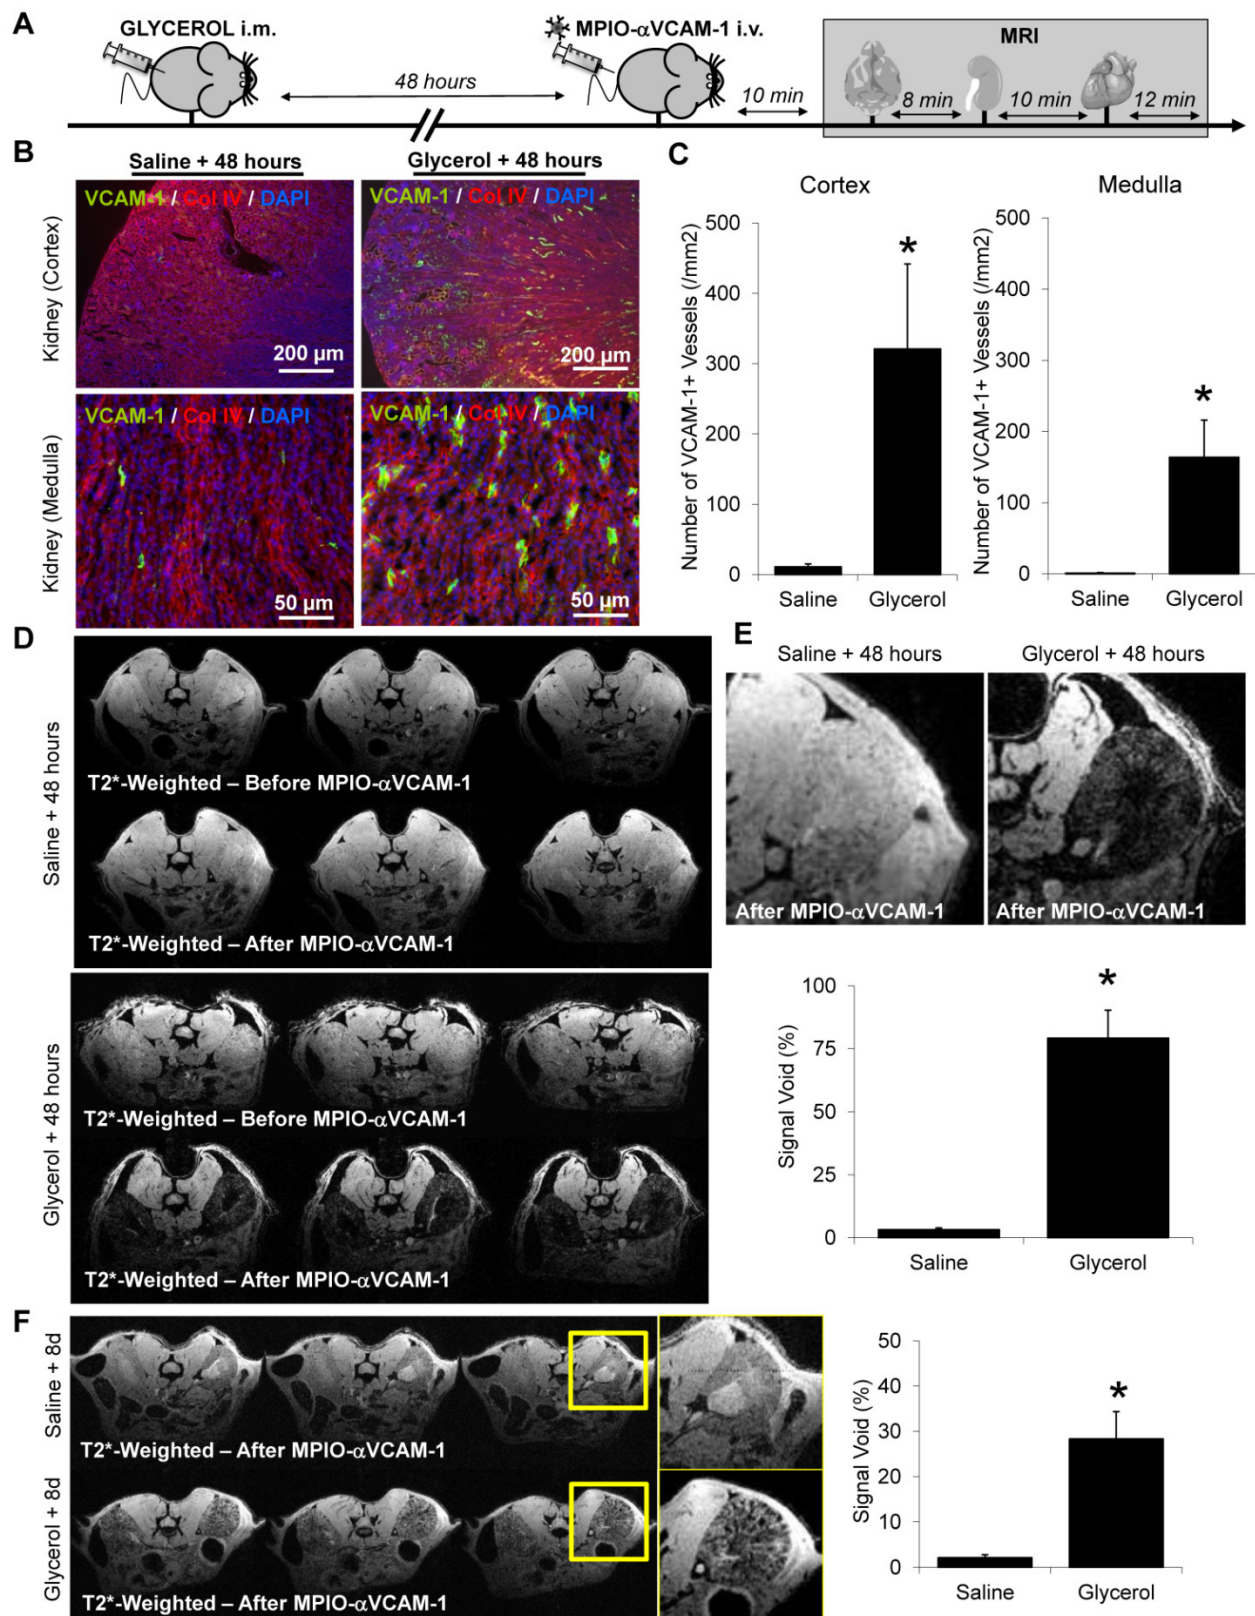 A
GLYCEROL i.m.
MPIO-αVCAM-1 i.v.
MRI
48 hours
10 min
8 min
10 min
12 min
B
Saline + 48 hours
Glycerol + 48 hours
Kidney (Cortex)
VCAM-1 / Col IV / DAPI
200 µm
VCAM-1 / Col IV / DAPI
200 µm
Kidney (Medulla)
VCAM-1 / Col IV / DAPI
50 µm
VCAM-1 / Col IV / DAPI
50 µm
C
Cortex
Number of VCAM-1+ Vessels (/mm2)
500
400
300
200
100
0
*
Saline
Glycerol
Medulla
Number of VCAM-1+ Vessels (/mm2)
500
400
300
200
100
0
*
Saline
Glycerol
D
Saline + 48 hours
T2*-Weighted – Before MPIO-αVCAM-1
T2*-Weighted – After MPIO-αVCAM-1
Glycerol + 48 hours
T2*-Weighted – Before MPIO-αVCAM-1
T2*-Weighted – After MPIO-αVCAM-1
E
Saline + 48 hours
Glycerol + 48 hours
After MPIO-αVCAM-1
After MPIO-αVCAM-1
Signal Void (%)
100
75
50
25
0
*
Saline
Glycerol
F
Saline + 8d
T2*-Weighted – After MPIO-αVCAM-1
Glycerol + 8d
T2*-Weighted – After MPIO-αVCAM-1
Signal Void (%)
50
40
30
20
10
0
*
Saline
Glycerol